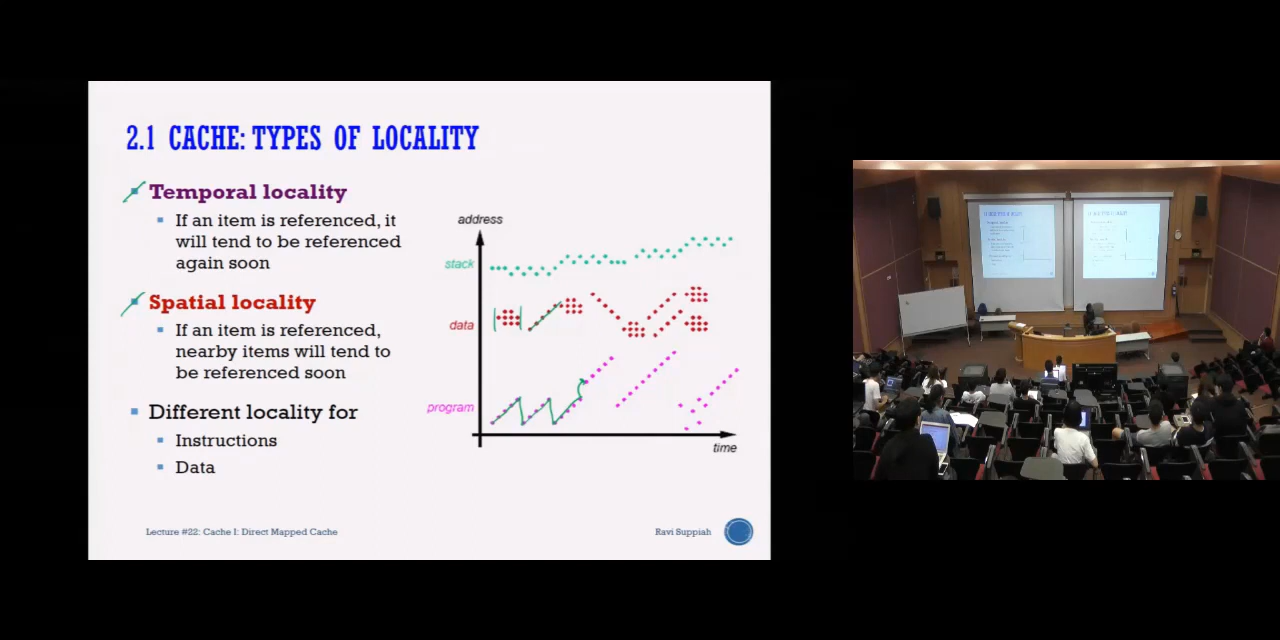 2.1 CACHE: TYPES OF LOCALITY
Temporal locality
If an item is referenced, it
will tend to be referenced
again soon
Spatial locality
If an item is referenced,
nearby items will tend to
be referenced soon
Different locality for
Instructions
Data
address
stack
data
program
time
Lecture #22: Cache I: Direct Mapped Cache
Ravi Suppiah